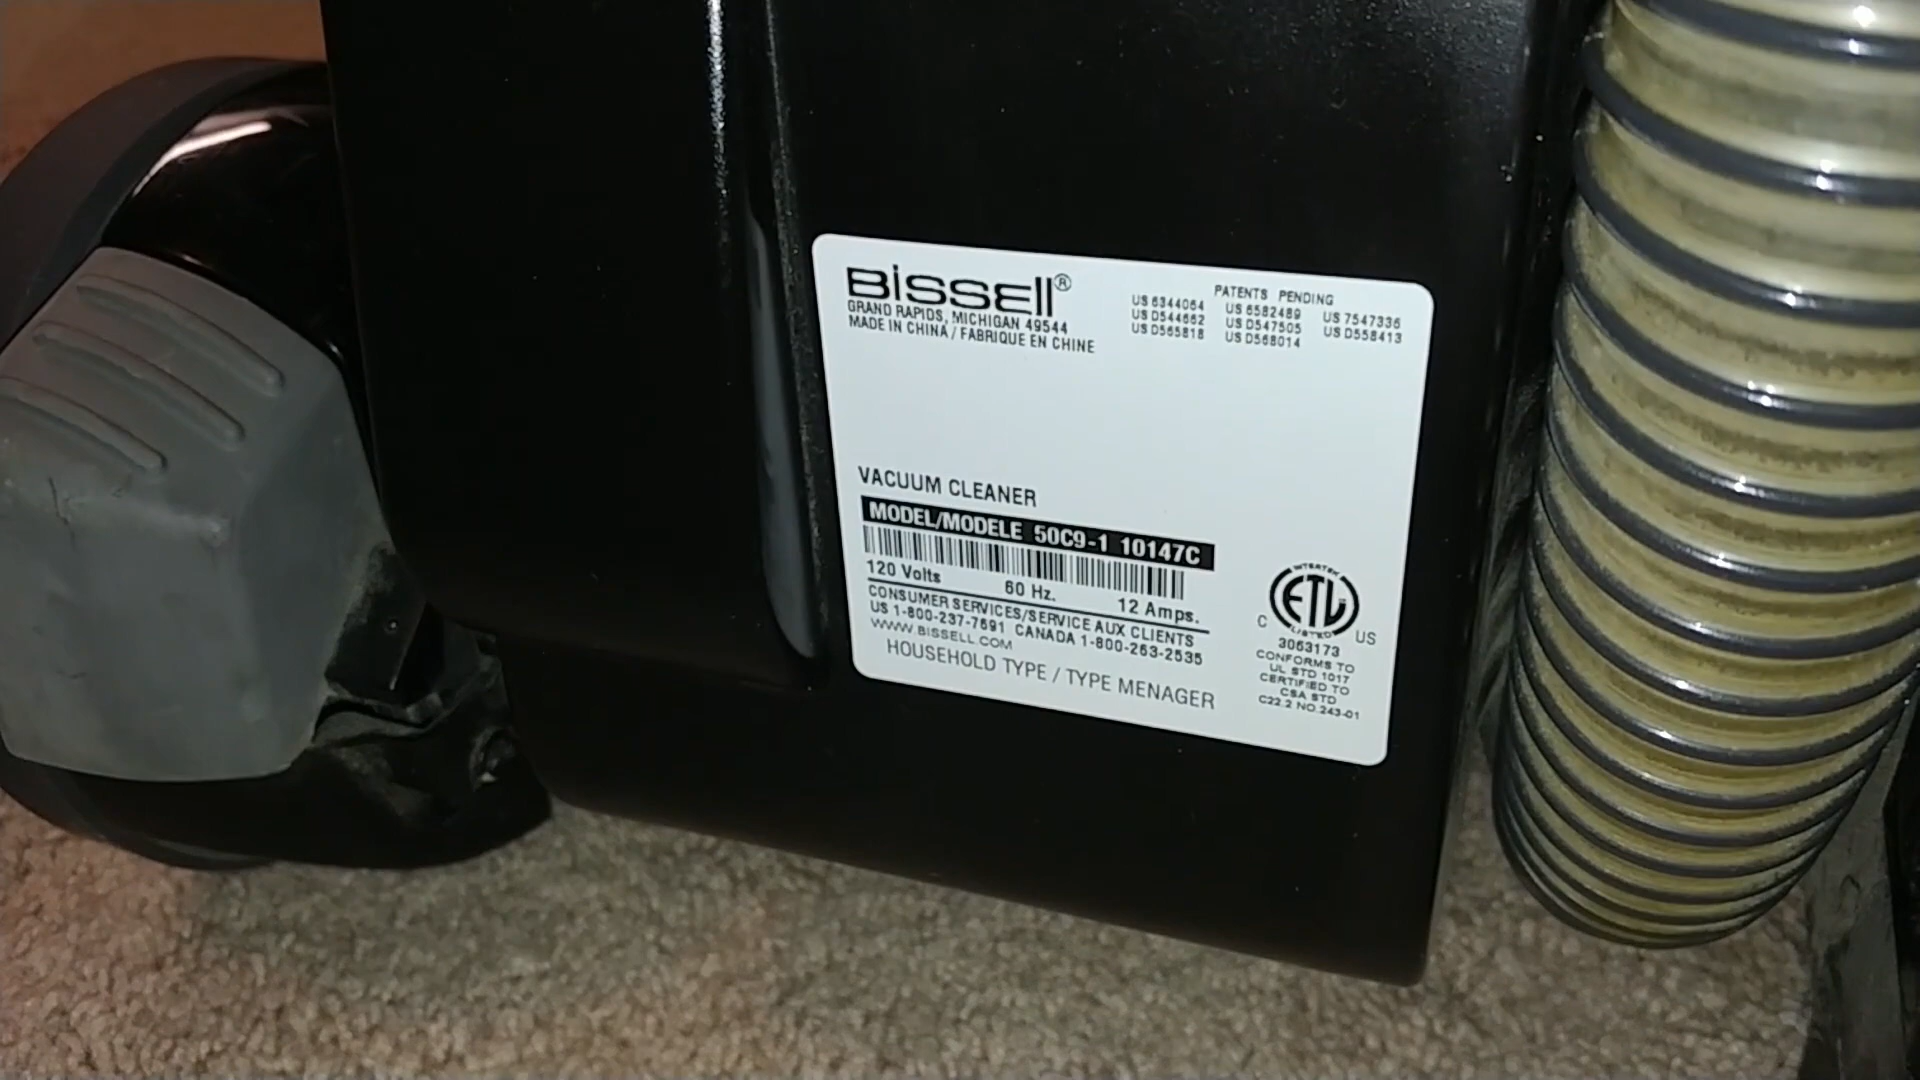 BISSELL®
GRAND RAPIDS, MICHIGAN 49544
MADE IN CHINA / FABRIQUE EN CHINE
PATENTS PENDING
US 6344064 US 6582489 US 7547336
US D544662 US D547505 US D558413
US D565818 US D568014
VACUUM CLEANER
MODEL/MODELE 50C9-1 10147C
120 Volts 60 Hz. 12 Amps.
CONSUMER SERVICES/SERVICE AUX CLIENTS
US 1-800-237-7691 CANADA 1-800-263-2535
WWW.BISSELL.COM
HOUSEHOLD TYPE / TYPE MENAGER
INTERTEK
ETL
LISTED
C US
3063173
CONFORMS TO
UL STD 1017
CERTIFIED TO
CSA STD
C22.2 NO.243-01